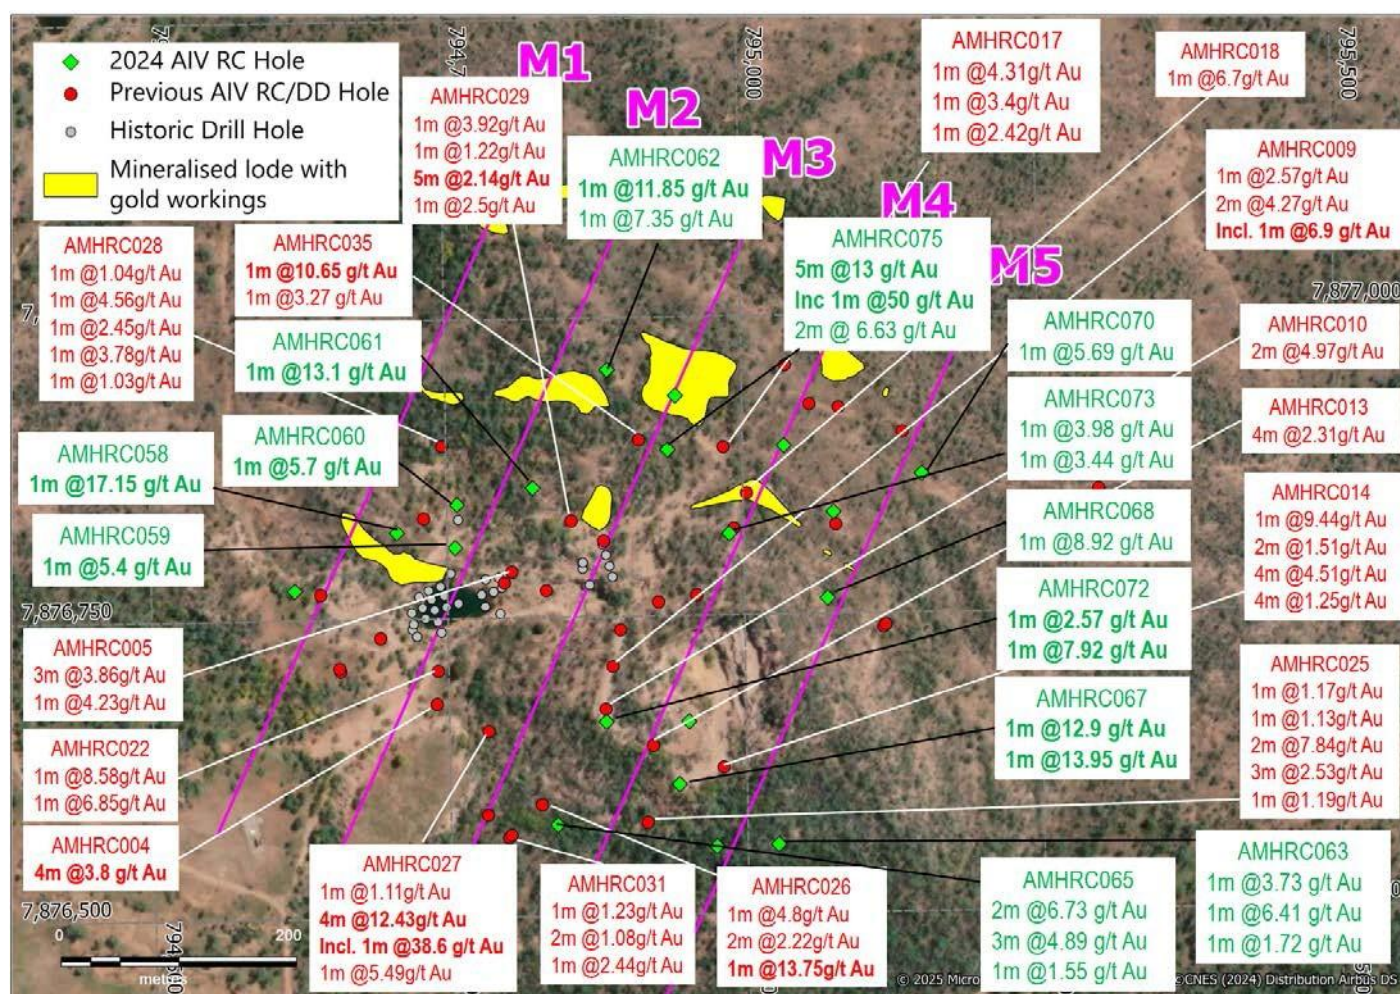 2024 AIV RC Hole
Previous AIV RC/DD Hole
Historic Drill Hole
Mineralised lode with
gold workings
M1
M2
M3
M4
M5
795,000
795,500
7,877,000
7,876,750
7,876,500
AMHRC029
1m @3.92g/t Au
1m @1.22g/t Au
5m @2.14g/t Au
1m @2.5g/t Au
AMHRC062
1m @11.85 g/t Au
1m @7.35 g/t Au
AMHRC017
1m @4.31g/t Au
1m @3.4g/t Au
1m @2.42g/t Au
AMHRC018
1m @6.7g/t Au
AMHRC009
1m @2.57g/t Au
2m @4.27g/t Au
Incl. 1m @6.9 g/t Au
AMHRC028
1m @1.04g/t Au
1m @4.56g/t Au
1m @2.45g/t Au
1m @3.78g/t Au
1m @1.03g/t Au
AMHRC035
1m @10.65 g/t Au
1m @3.27 g/t Au
AMHRC075
5m @13 g/t Au
Inc 1m @50 g/t Au
2m @ 6.63 g/t Au
AMHRC061
1m @13.1 g/t Au
AMHRC070
1m @5.69 g/t Au
AMHRC010
2m @4.97g/t Au
AMHRC060
1m @5.7 g/t Au
AMHRC073
1m @3.98 g/t Au
1m @3.44 g/t Au
AMHRC013
4m @2.31g/t Au
AMHRC058
1m @17.15 g/t Au
AMHRC068
1m @8.92 g/t Au
AMHRC014
1m @9.44g/t Au
2m @1.51g/t Au
4m @4.51g/t Au
4m @1.25g/t Au
AMHRC059
1m @5.4 g/t Au
AMHRC072
1m @2.57 g/t Au
1m @7.92 g/t Au
AMHRC005
3m @3.86g/t Au
1m @4.23g/t Au
AMHRC067
1m @12.9 g/t Au
1m @13.95 g/t Au
AMHRC025
1m @1.17g/t Au
1m @1.13g/t Au
2m @7.84g/t Au
3m @2.53g/t Au
1m @1.19g/t Au
AMHRC022
1m @8.58g/t Au
1m @6.85g/t Au
AMHRC004
4m @3.8 g/t Au
AMHRC027
1m @1.11g/t Au
4m @12.43g/t Au
Incl. 1m @38.6 g/t Au
1m @5.49g/t Au
AMHRC031
1m @1.23g/t Au
2m @1.08g/t Au
1m @2.44g/t Au
AMHRC026
1m @4.8g/t Au
2m @2.22g/t Au
1m @13.75g/t Au
AMHRC065
2m @6.73 g/t Au
3m @4.89 g/t Au
1m @1.55 g/t Au
AMHRC063
1m @3.73 g/t Au
1m @6.41 g/t Au
1m @1.72 g/t Au
0 200
© 2025 Micro
CNES (2024) Distribution Airbus DS